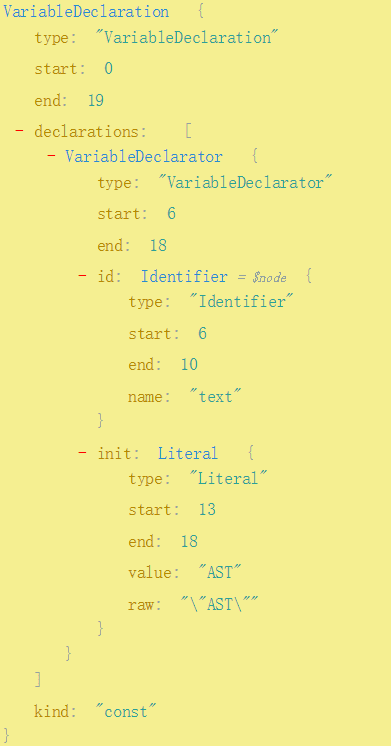 VariableDeclaration {
type: "VariableDeclaration"
start: 0
end: 19
- declarations: [
- VariableDeclarator {
type: "VariableDeclarator"
start: 6
end: 18
- id: Identifier = $node {
type: "Identifier"
start: 6
end: 10
name: "text"
}
- init: Literal {
type: "Literal"
start: 13
end: 18
value: "AST"
raw: "\"AST\""
}
}
]
kind: "const"
}